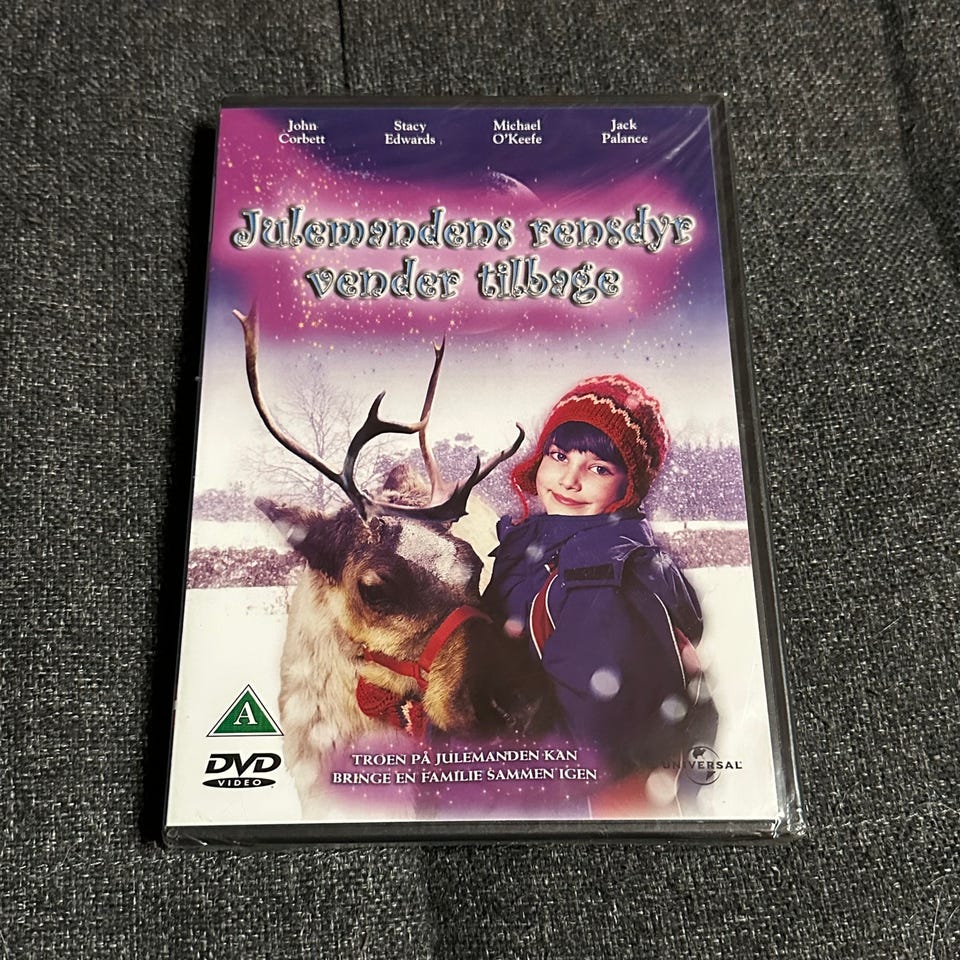 John Corbett
Stacy Edwards
Michael O'Keefe
Jack Palance
Julemandens rensdyr
vender tilbage
A
DVD
VIDEO
TROEN PÅ JULEMANDEN KAN
BRINGE EN FAMILIE SAMMEN IGEN
UNIVERSAL